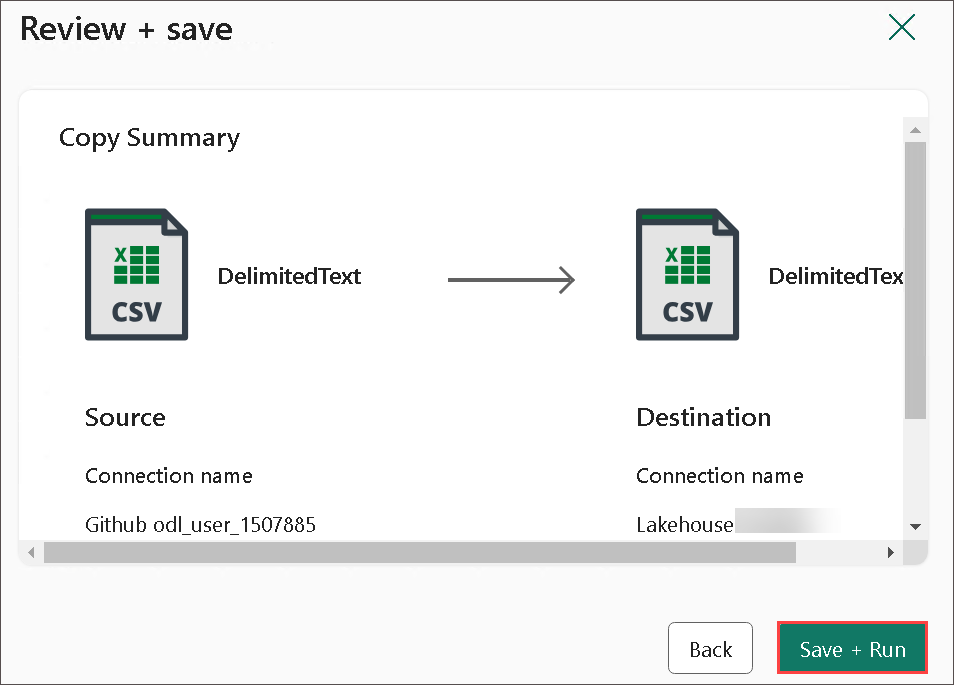 Review + save
Copy Summary
CSV
DelimitedText
CSV
DelimitedTex
Source
Destination
Connection name
Connection name
Github odl_user_1507885
Lakehouse
Back
Save + Run